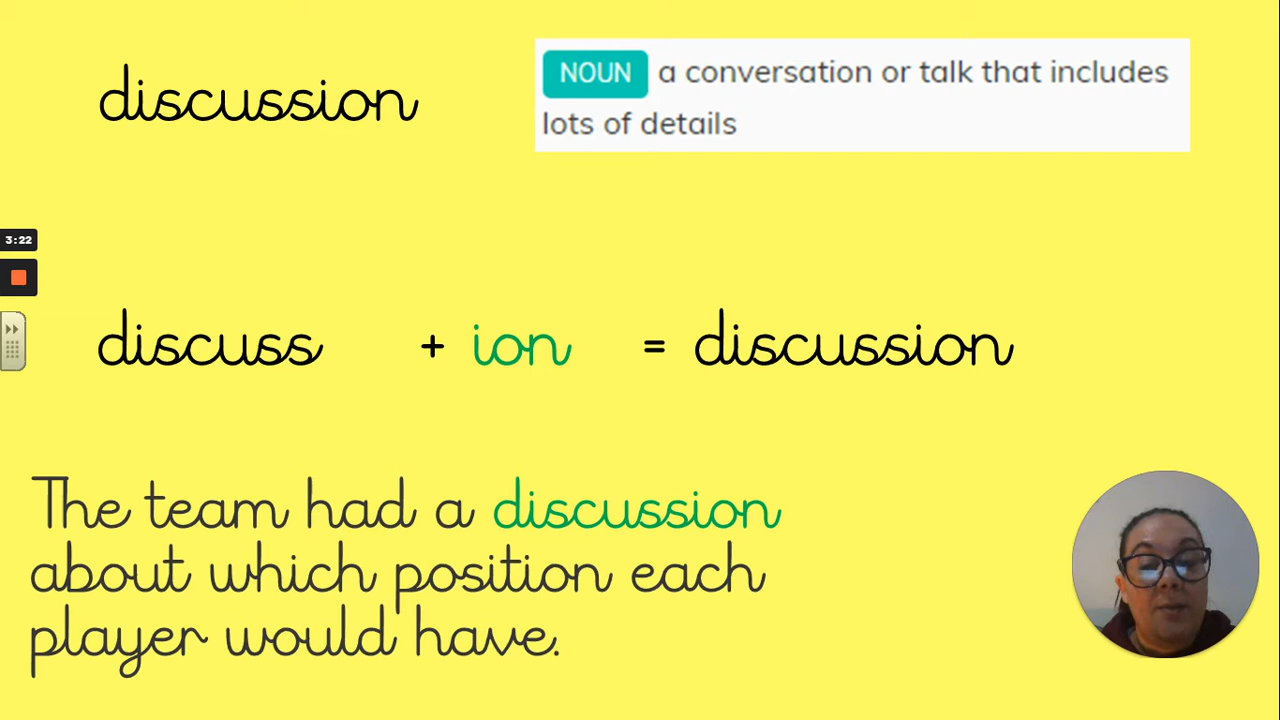 discussion
NOUN a conversation or talk that includes
lots of details
3:22
discuss + ion = discussion
The team had a discussion
about which position each
player would have.